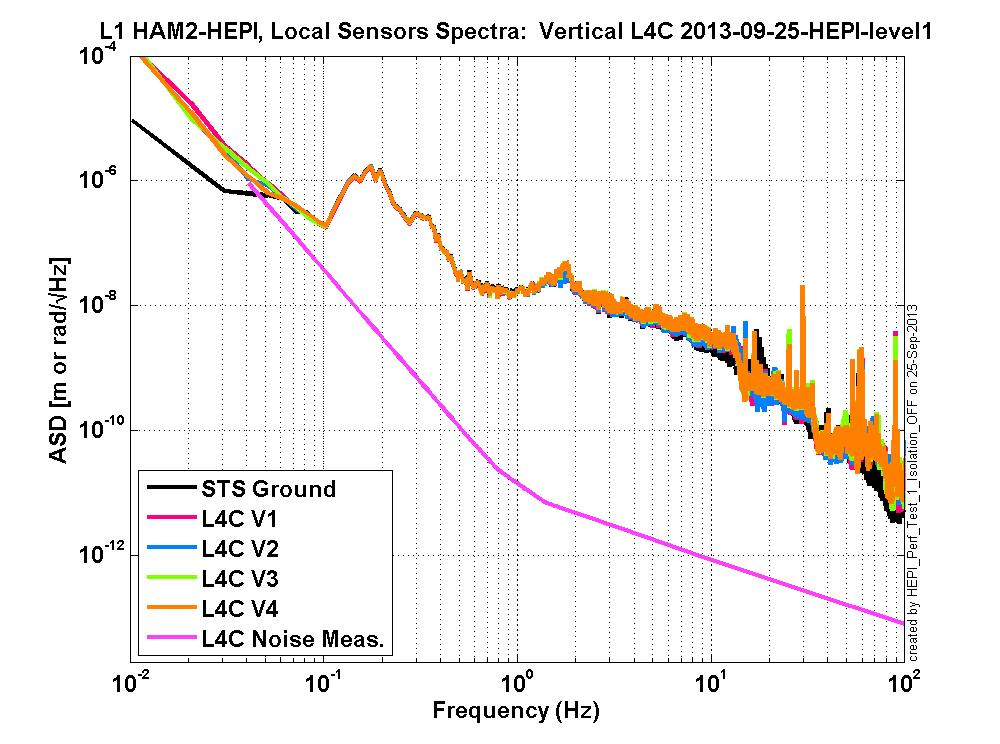 L1 HAM2-HEPI, Local Sensors Spectra:  Vertical L4C 2013-09-25-HEPI-level1
10^-4
10^-6
10^-8
10^-10
10^-12
ASD [m or rad/√Hz]
STS Ground
L4C V1
L4C V2
L4C V3
L4C V4
L4C Noise Meas.
10^-2
10^-1
10^0
10^1
10^2
Frequency (Hz)
created by HEPI_Perf_Test_1_Isolation_OFF on 25-Sep-2013